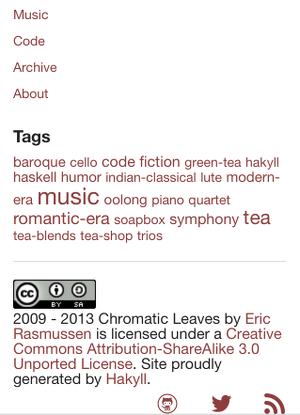 Music
Code
Archive
About
Tags
baroque cello code fiction green-tea hakyll
haskell humor indian-classical lute modern-
era music oolong piano quartet
romantic-era soapbox symphony tea
tea-blends tea-shop trios
cc BY SA
2009 - 2013 Chromatic Leaves by Eric
Rasmussen is licensed under a Creative
Commons Attribution-ShareAlike 3.0
Unported License. Site proudly
generated by Hakyll.